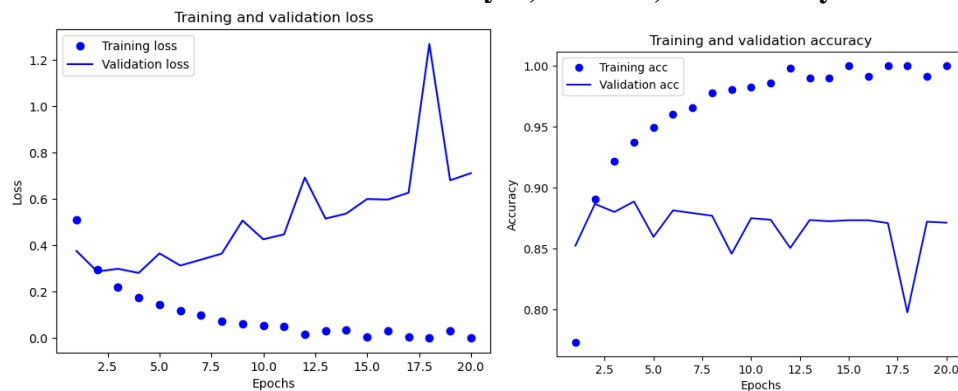 Training and validation loss
Training loss
Validation loss
Loss
1.2
1.0
0.8
0.6
0.4
0.2
0.0
2.5 5.0 7.5 10.0 12.5 15.0 17.5 20.0
Epochs
Training and validation accuracy
Training acc
Validation acc
Accuracy
1.00
0.95
0.90
0.85
0.80
2.5 5.0 7.5 10.0 12.5 15.0 17.5 20.0
Epochs